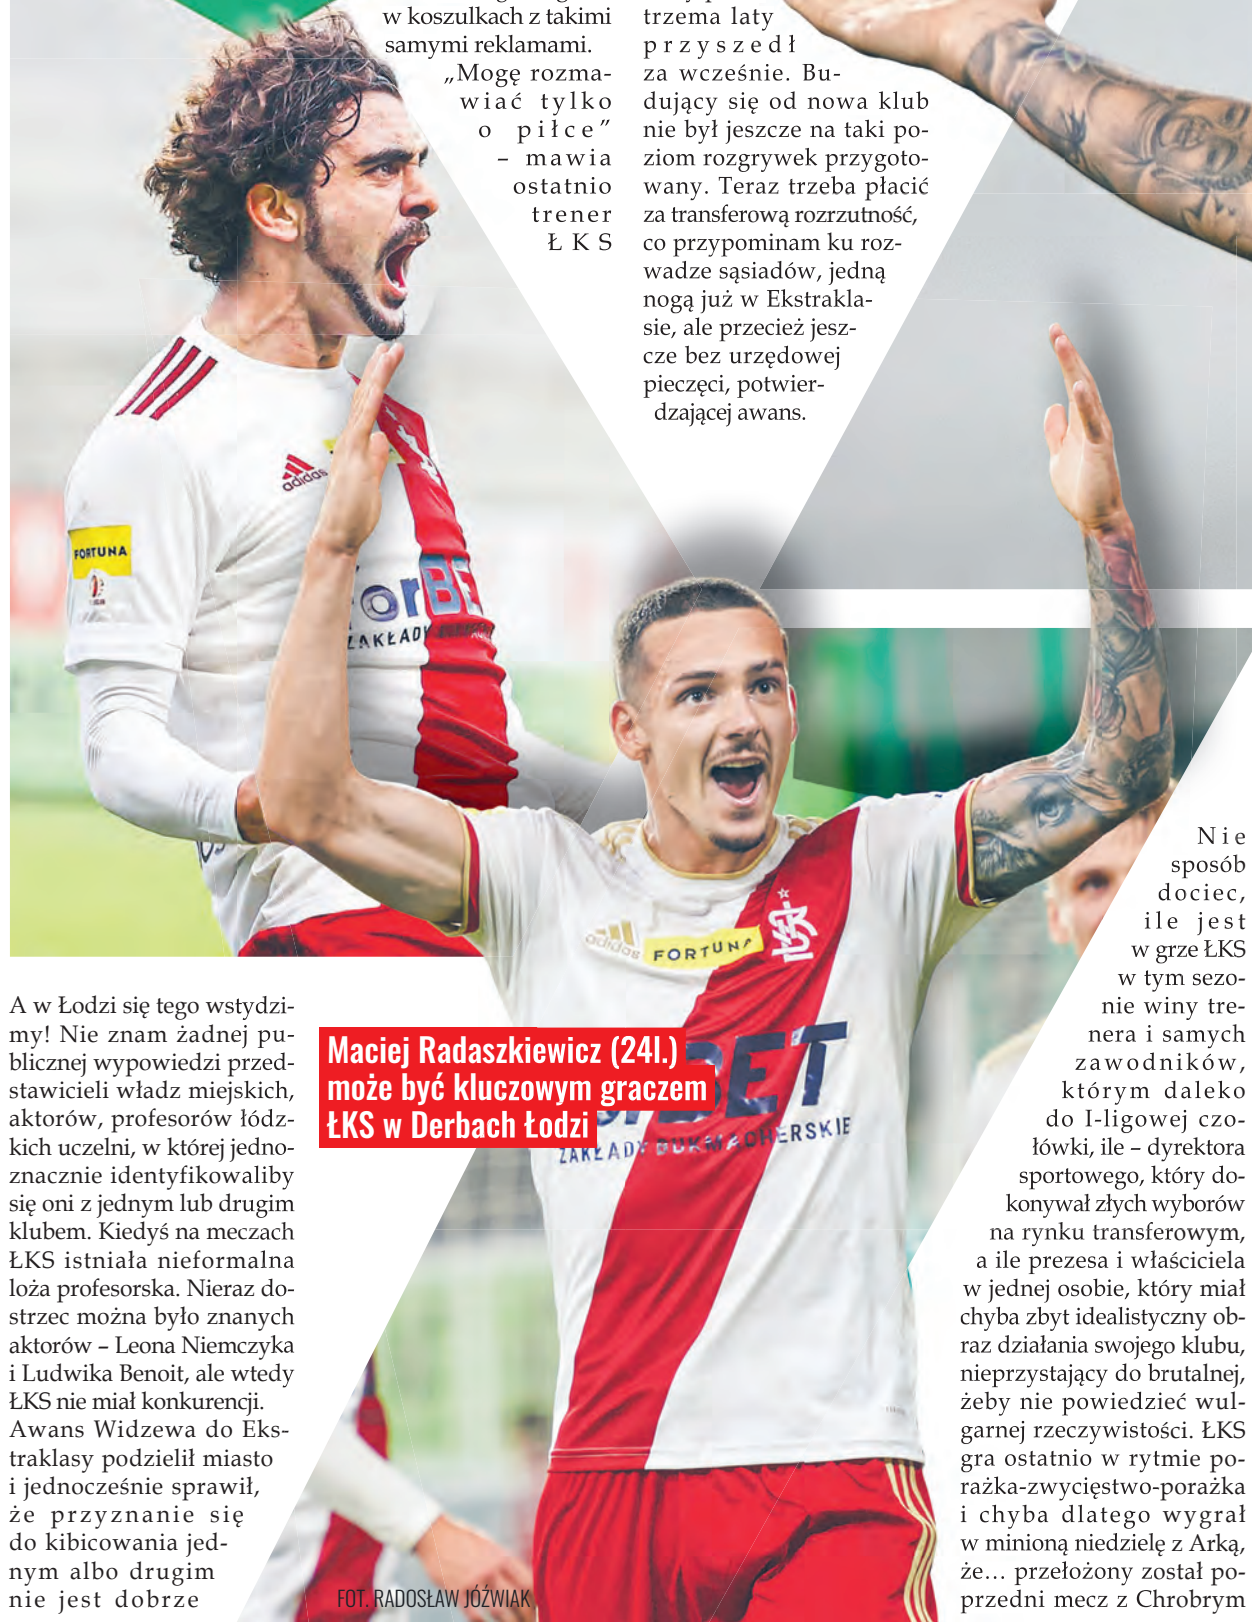 w koszulkach z takimi
samymi reklamami.
„Mogę rozma-
wiać tylko
o piłce”
– mawia
ostatnio
trener
ŁKS
trzema laty
przyszedł
za wcześnie. Bu-
dujący się od nowa klub
nie był jeszcze na taki po-
ziom rozgrywek przygoto-
wany. Teraz trzeba płacić
za transferową rozrzutność,
co przypominam ku roz-
wadze sąsiadów, jedną
nogą już w Ekstrakla-
sie, ale przecież jesz-
cze bez urzędowej
pieczęci, potwier-
dzającej awans.
adidas
FORTUNA
forBE
ZAKŁADY
adidas
FORTUNA
ŁKS
BET
ZAKŁADY BUKMACHERSKIE
Maciej Radaszkiewicz (24l.)
może być kluczowym graczem
ŁKS w Derbach Łodzi
A w Łodzi się tego wstydzi-
my! Nie znam żadnej pu-
blicznej wypowiedzi przed-
stawicieli władz miejskich,
aktorów, profesorów łódz-
kich uczelni, w której jedno-
znacznie identyfikowaliby
się oni z jednym lub drugim
klubem. Kiedyś na meczach
ŁKS istniała nieformalna
loża profesorska. Nieraz do-
strzec można było znanych
aktorów – Leona Niemczyka
i Ludwika Benoit, ale wtedy
ŁKS nie miał konkurencji.
Awans Widzewa do Eks-
traklasy podzielił miasto
i jednocześnie sprawił,
że przyznanie się
do kibicowania jed-
nym albo drugim
nie jest dobrze
FOT. RADOSŁAW JÓŹWIAK
Nie
sposób
dociec,
ile jest
w grze ŁKS
w tym sezo-
nie winy tre-
nera i samych
zawodników,
którym daleko
do I-ligowej czo-
łówki, ile – dyrektora
sportowego, który do-
konywał złych wyborów
na rynku transferowym,
a ile prezesa i właściciela
w jednej osobie, który miał
chyba zbyt idealistyczny ob-
raz działania swojego klubu,
nieprzystający do brutalnej,
żeby nie powiedzieć wul-
garnej rzeczywistości. ŁKS
gra ostatnio w rytmie po-
rażka-zwycięstwo-porażka
i chyba dlatego wygrał
w minioną niedzielę z Arką,
że… przełożony został po-
przedni mecz z Chrobrym